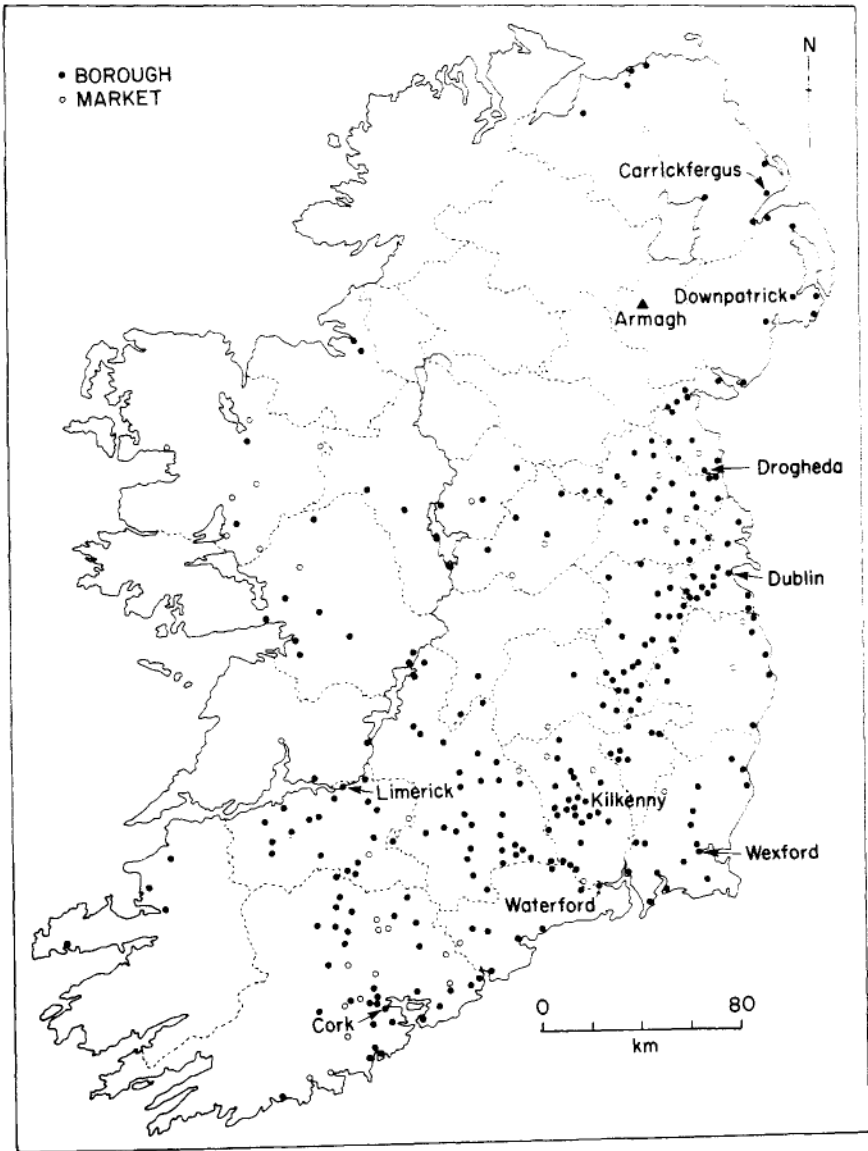 N
BOROUGH
MARKET
Carrickfergus
Downpatrick
Armagh
Drogheda
Dublin
Limerick
Kilkenny
Wexford
Waterford
0 80
km
Cork